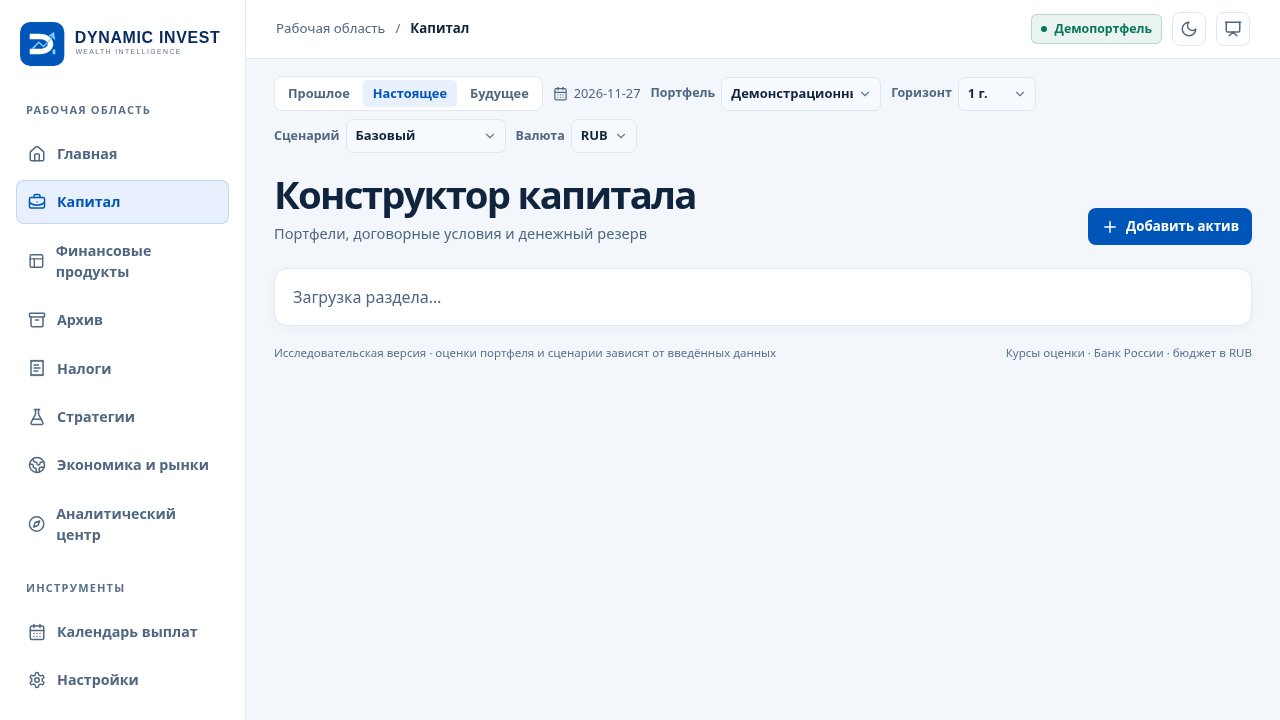 DYNAMIC INVEST
WEALTH INTELLIGENCE
РАБОЧАЯ ОБЛАСТЬ
Главная
Капитал
Финансовые
продукты
Архив
Налоги
Стратегии
Экономика и рынки
Аналитический
центр
ИНСТРУМЕНТЫ
Календарь выплат
Настройки
Рабочая область / Капитал
Демопортфель
Прошлое Настоящее Будущее 2026-11-27 Портфель Демонстрационн Горизонт 1 г.
Сценарий Базовый Валюта RUB
Конструктор капитала
Портфели, договорные условия и денежный резерв
Добавить актив
Загрузка раздела...
Исследовательская версия · оценки портфеля и сценарии зависят от введённых данных
Курсы оценки · Банк России · бюджет в RUB